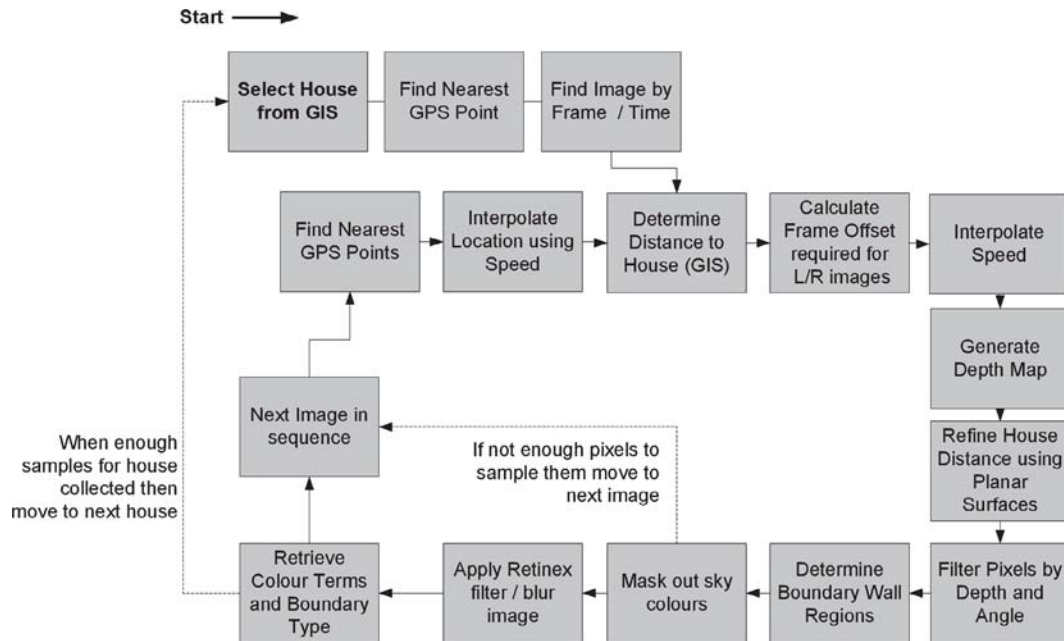 Start
Select House
from GIS
Find Nearest
GPS Point
Find Image by
Frame / Time
Find Nearest
GPS Points
Interpolate
Location using
Speed
Determine
Distance to
House (GIS)
Calculate
Frame Offset
required for
L/R images
Interpolate
Speed
Generate
Depth Map
Refine House
Distance using
Planar
Surfaces
Filter Pixels by
Depth and
Angle
Determine
Boundary Wall
Regions
Mask out sky
colours
If not enough pixels to
sample them move to
next image
Apply Retinex
filter / blur
image
Retrieve
Colour Terms
and Boundary
Type
Next Image in
sequence
When enough
samples for house
collected then
move to next house